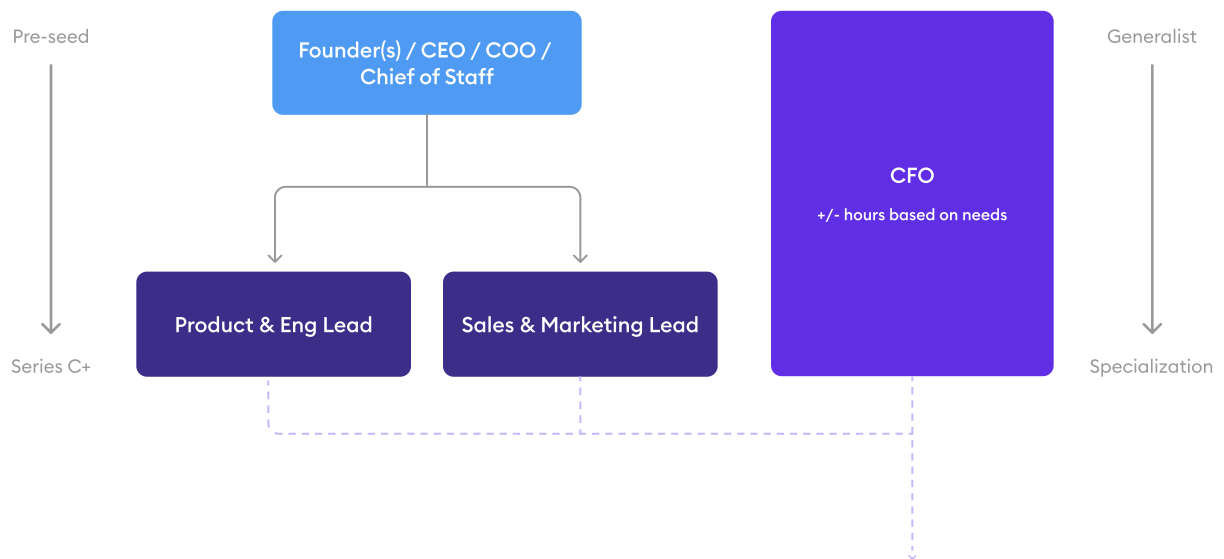 Pre-seed
Founder(s) / CEO / COO /
Chief of Staff
Generalist
CFO
+/- hours based on needs
Product & Eng Lead
Sales & Marketing Lead
Series C+
Specialization